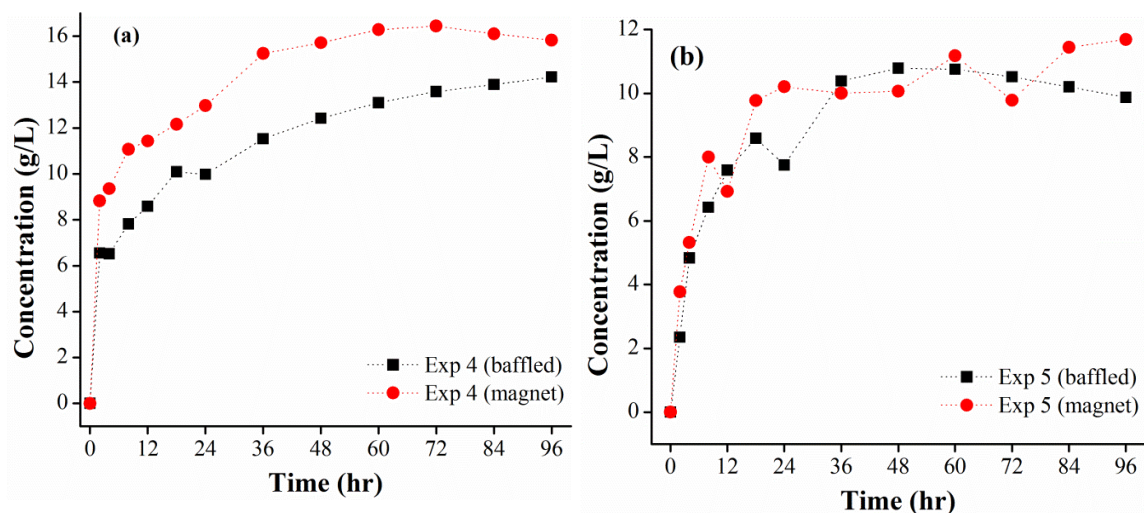 (a)
Concentration (g/L)
16
14
12
10
8
6
4
2
0
Exp 4 (baffled)
Exp 4 (magnet)
0 12 24 36 48 60 72 84 96
Time (hr)
(b)
Concentration (g/L)
12
10
8
6
4
2
0
Exp 5 (baffled)
Exp 5 (magnet)
0 12 24 36 48 60 72 84 96
Time (hr)